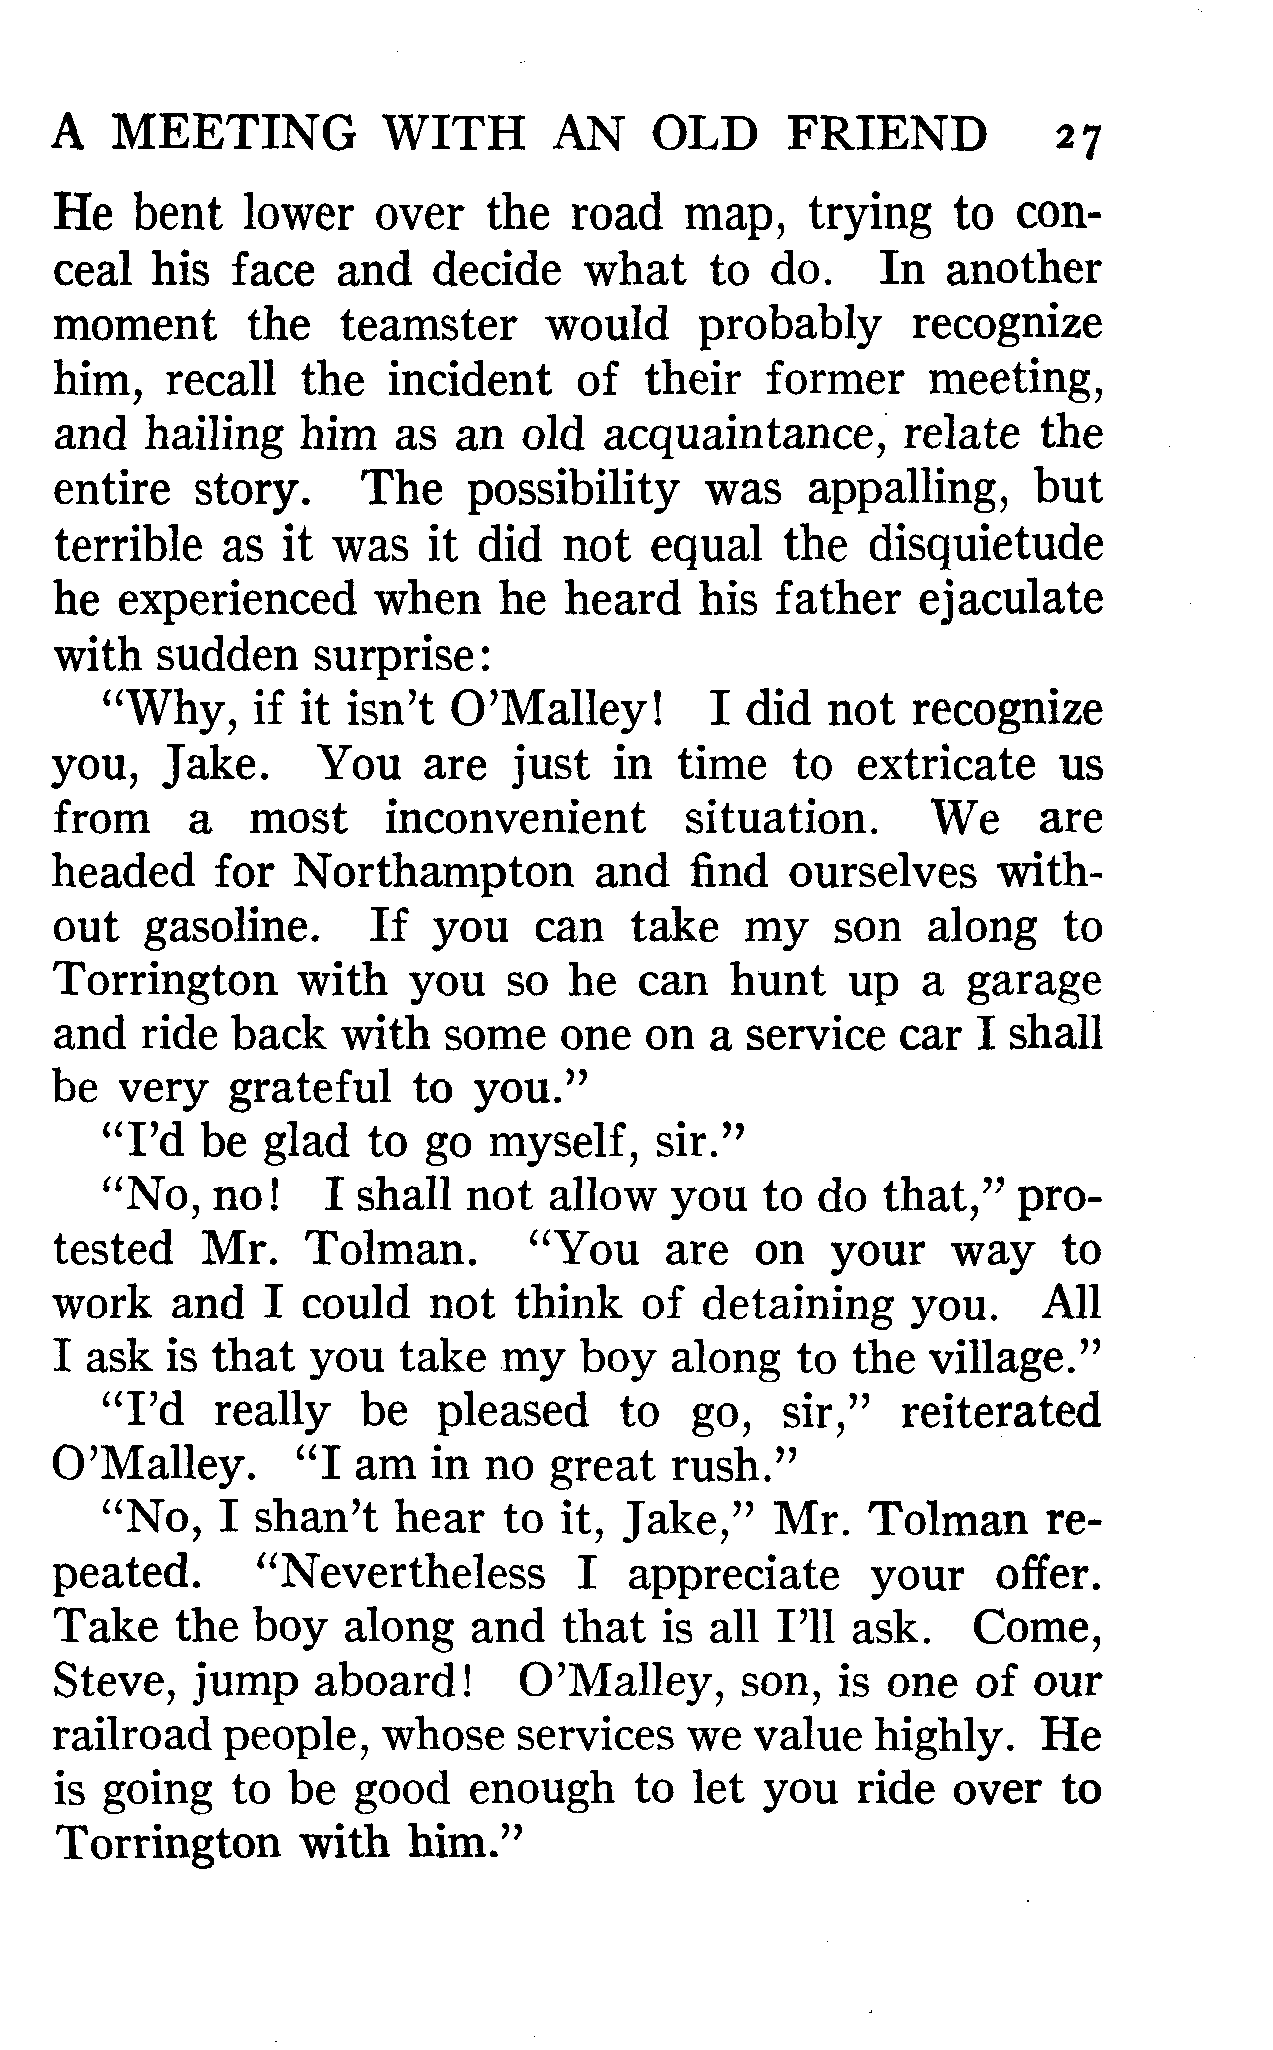 A MEETING WITH AN OLD FRIEND 27
He bent lower over the road map, trying to con-
ceal his face and decide what to do. In another
moment the teamster would probably recognize
him, recall the incident of their former meeting,
and hailing him as an old acquaintance, relate the
entire story. The possibility was appalling, but
terrible as it was it did not equal the disquietude
he experienced when he heard his father ejaculate
with sudden surprise:
“Why, if it isn’t O’Malley! I did not recognize
you, Jake. You are just in time to extricate us
from a most inconvenient situation. We are
headed for Northampton and find ourselves with-
out gasoline. If you can take my son along to
Torrington with you so he can hunt up a garage
and ride back with some one on a service car I shall
be very grateful to you.”
“I’d be glad to go myself, sir.”
“No, no! I shall not allow you to do that,” pro-
tested Mr. Tolman. “You are on your way to
work and I could not think of detaining you. All
I ask is that you take my boy along to the village.”
“I’d really be pleased to go, sir,” reiterated
O’Malley. “I am in no great rush.”
“No, I shan’t hear to it, Jake,” Mr. Tolman re-
peated. “Nevertheless I appreciate your offer.
Take the boy along and that is all I’ll ask. Come,
Steve, jump aboard! O’Malley, son, is one of our
railroad people, whose services we value highly. He
is going to be good enough to let you ride over to
Torrington with him.”